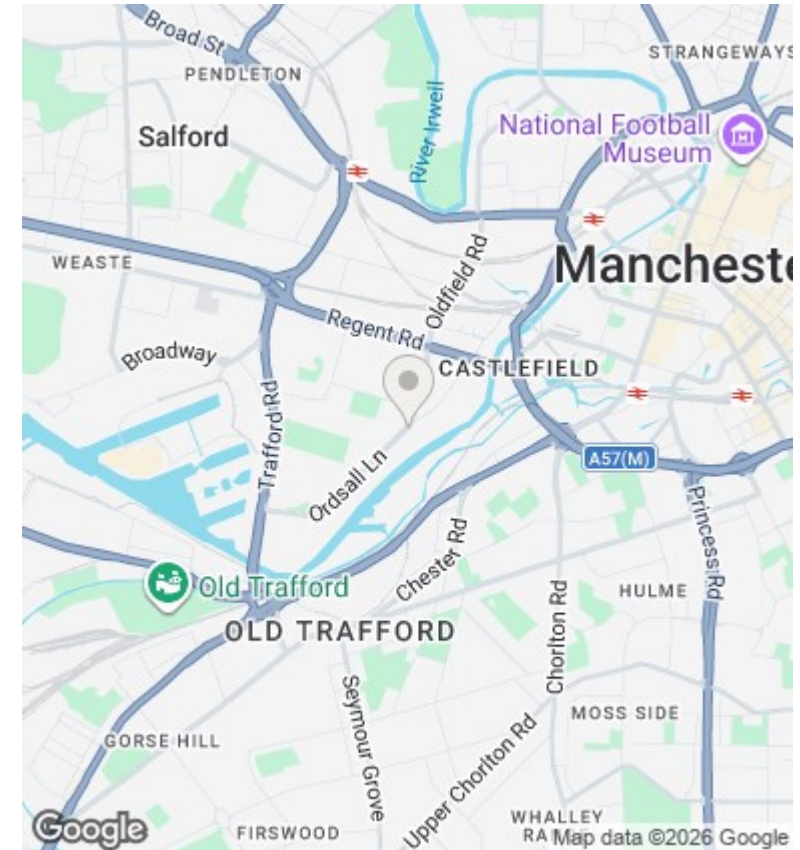 Broad St
PENDLETON
STRANGEWAYS
River Irwell
National Football
Museum
Salford
WEASTE
Oldfield Rd
Mancheste
Regent Rd
Broadway
CASTLEFIELD
Trafford Rd
Ordsall Ln
A57(M)
Princess Rd
Chester Rd
Old Trafford
HULME
OLD TRAFFORD
Chorlton Rd
Seymour Grove
MOSS SIDE
GORSE HILL
Upper Chorlton Rd
WHALLEY
RA
Google
FIRSWOOD
Map data ©2026 Google